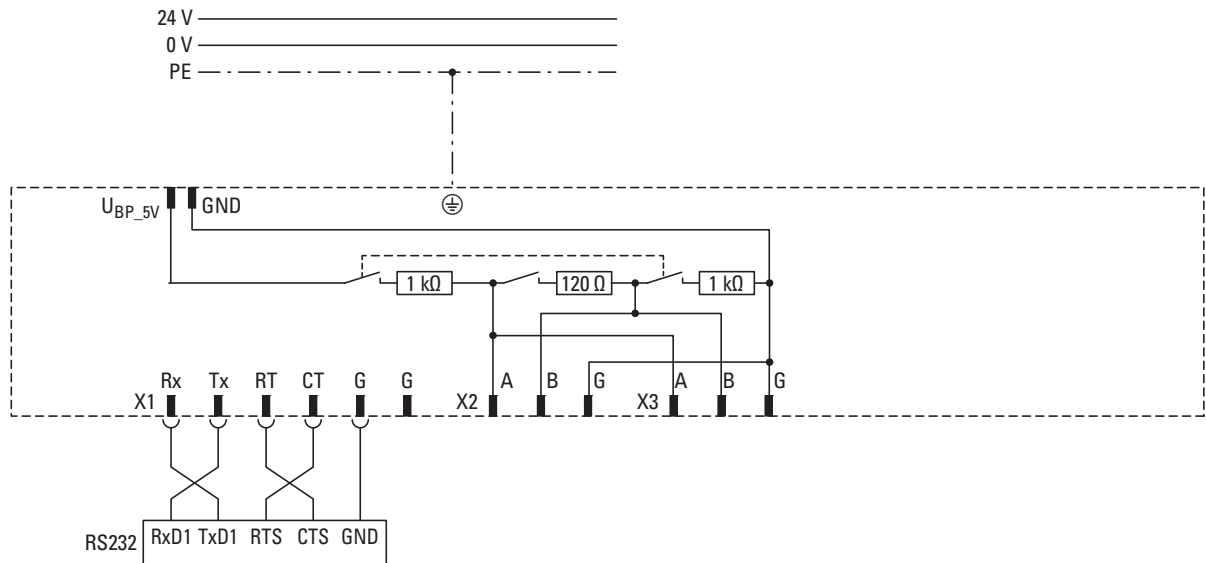 24 V
0 V
PE
U_BP_5V GND
1 kΩ 120 Ω 1 kΩ
Rx Tx RT CT G G A B G A B G
X1 X2 X3
RS232 RxD1 TxD1 RTS CTS GND